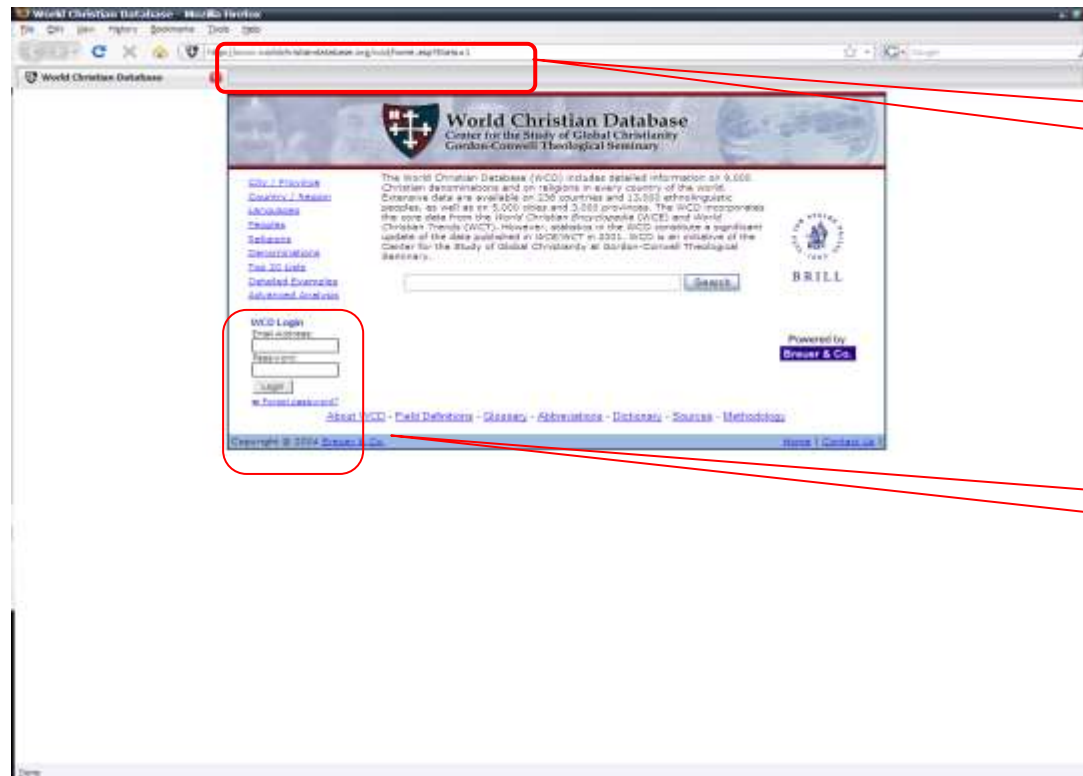 World Christian Database - Mozilla Firefox
File Edit View History Bookmarks Tools Help
World Christian Database
World Christian Database
Center for the Study of Global Christianity
Gordon-Conwell Theological Seminary
City / Province
Country / Region
Languages
Peoples
Religions
Denominations
Top 20 Lists
Detailed Examples
Advanced Analysis
The World Christian Database (WCD) includes detailed information on 9,000
Christian denominations and on religions in every country of the world.
Extensive data are available on 238 countries and 13,000 ethnolinguistic
peoples, as well as on 5,000 cities and 3,000 provinces. The WCD incorporates
the core data from the World Christian Encyclopedia (WCE) and World
Christian Trends (WCT). However, statistics in the WCD constitute a significant
update of the data published in WCE/WCT in 2001. WCD is an initiative of the
Center for the Study of Global Christianity at Gordon-Conwell Theological
Seminary.
Search
BRILL
WCD Login
Email Address:
Password:
Login
Forgot password?
Powered by
Breuer & Co.
About WCD - Field Definitions - Glossary - Abbreviations - Dictionary - Sources - Methodology
Copyright © 2004 Breuer & Co.
Home | Contact Us |
Done